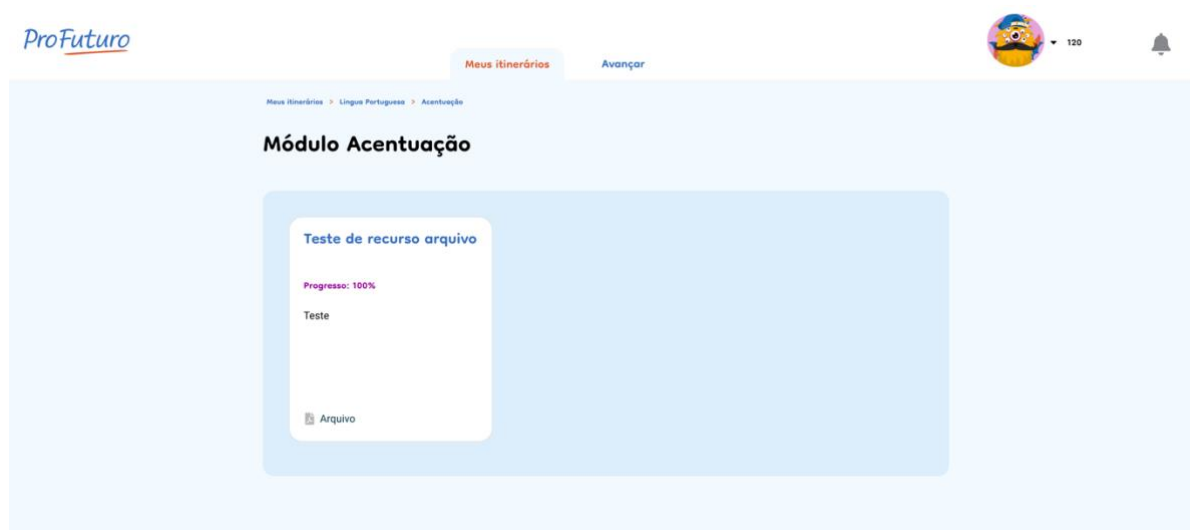 ProFuturo
120
Meus itinerários Avançar
Meus itinerários > Língua Portuguesa > Acentuação
Módulo Acentuação
Teste de recurso arquivo
Progresso: 100%
Teste
Arquivo